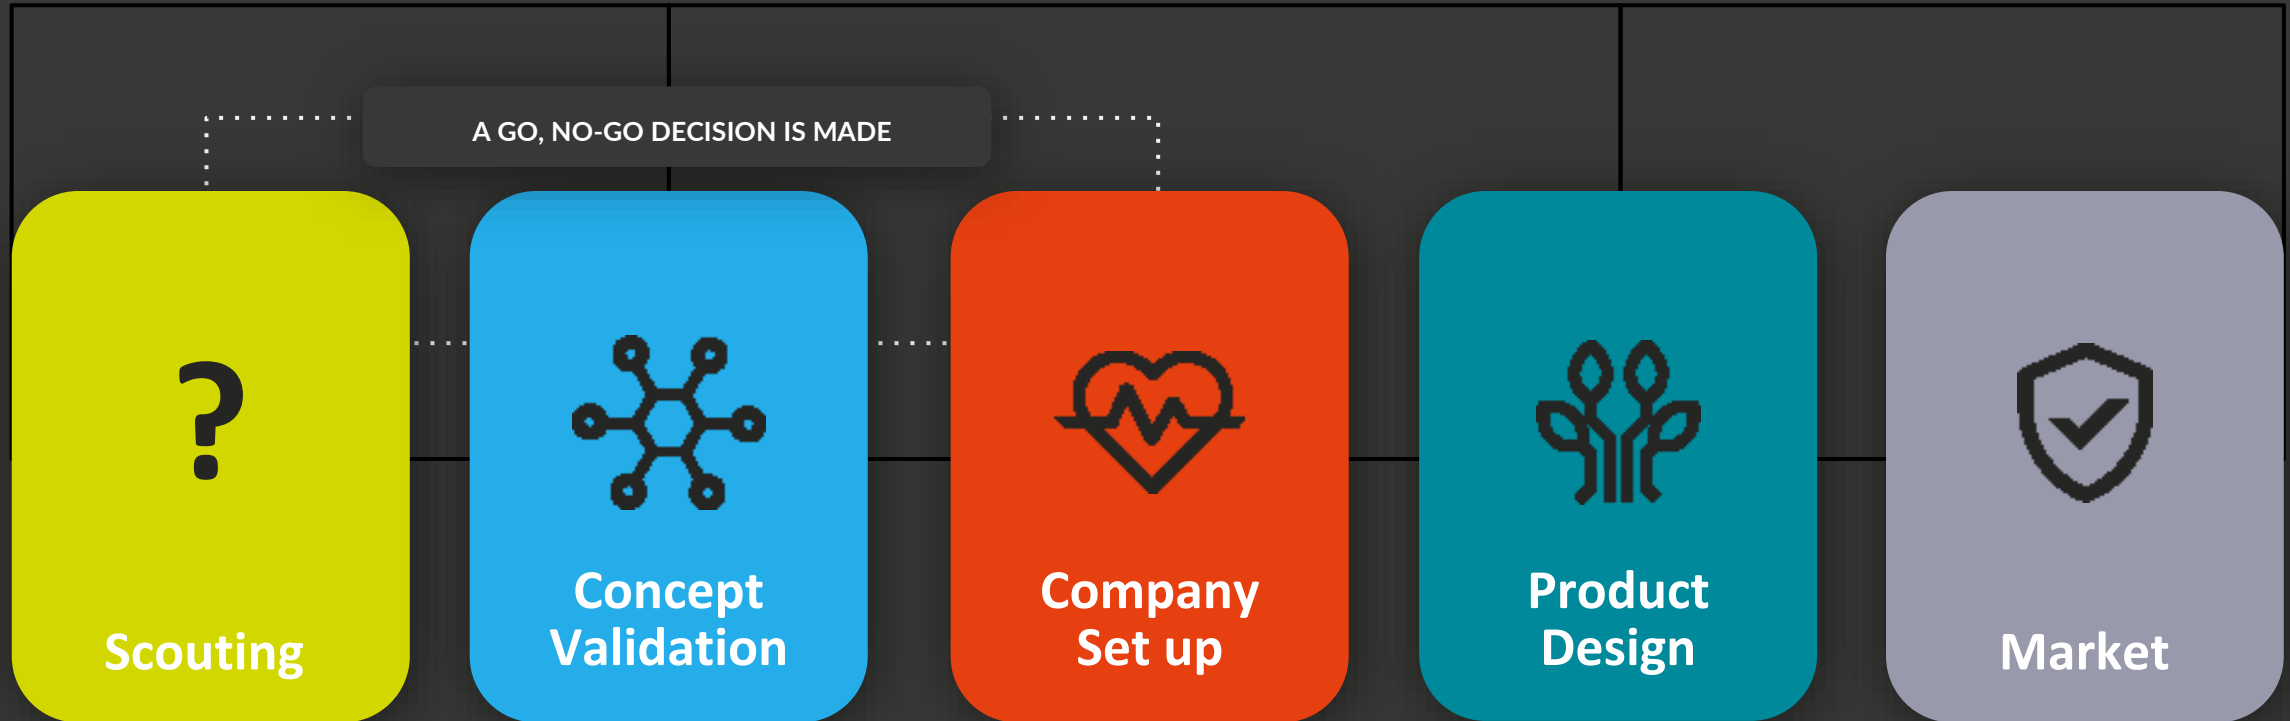 A GO, NO-GO DECISION IS MADE
?
Scouting
Concept
Validation
Company
Set up
Product
Design
Market